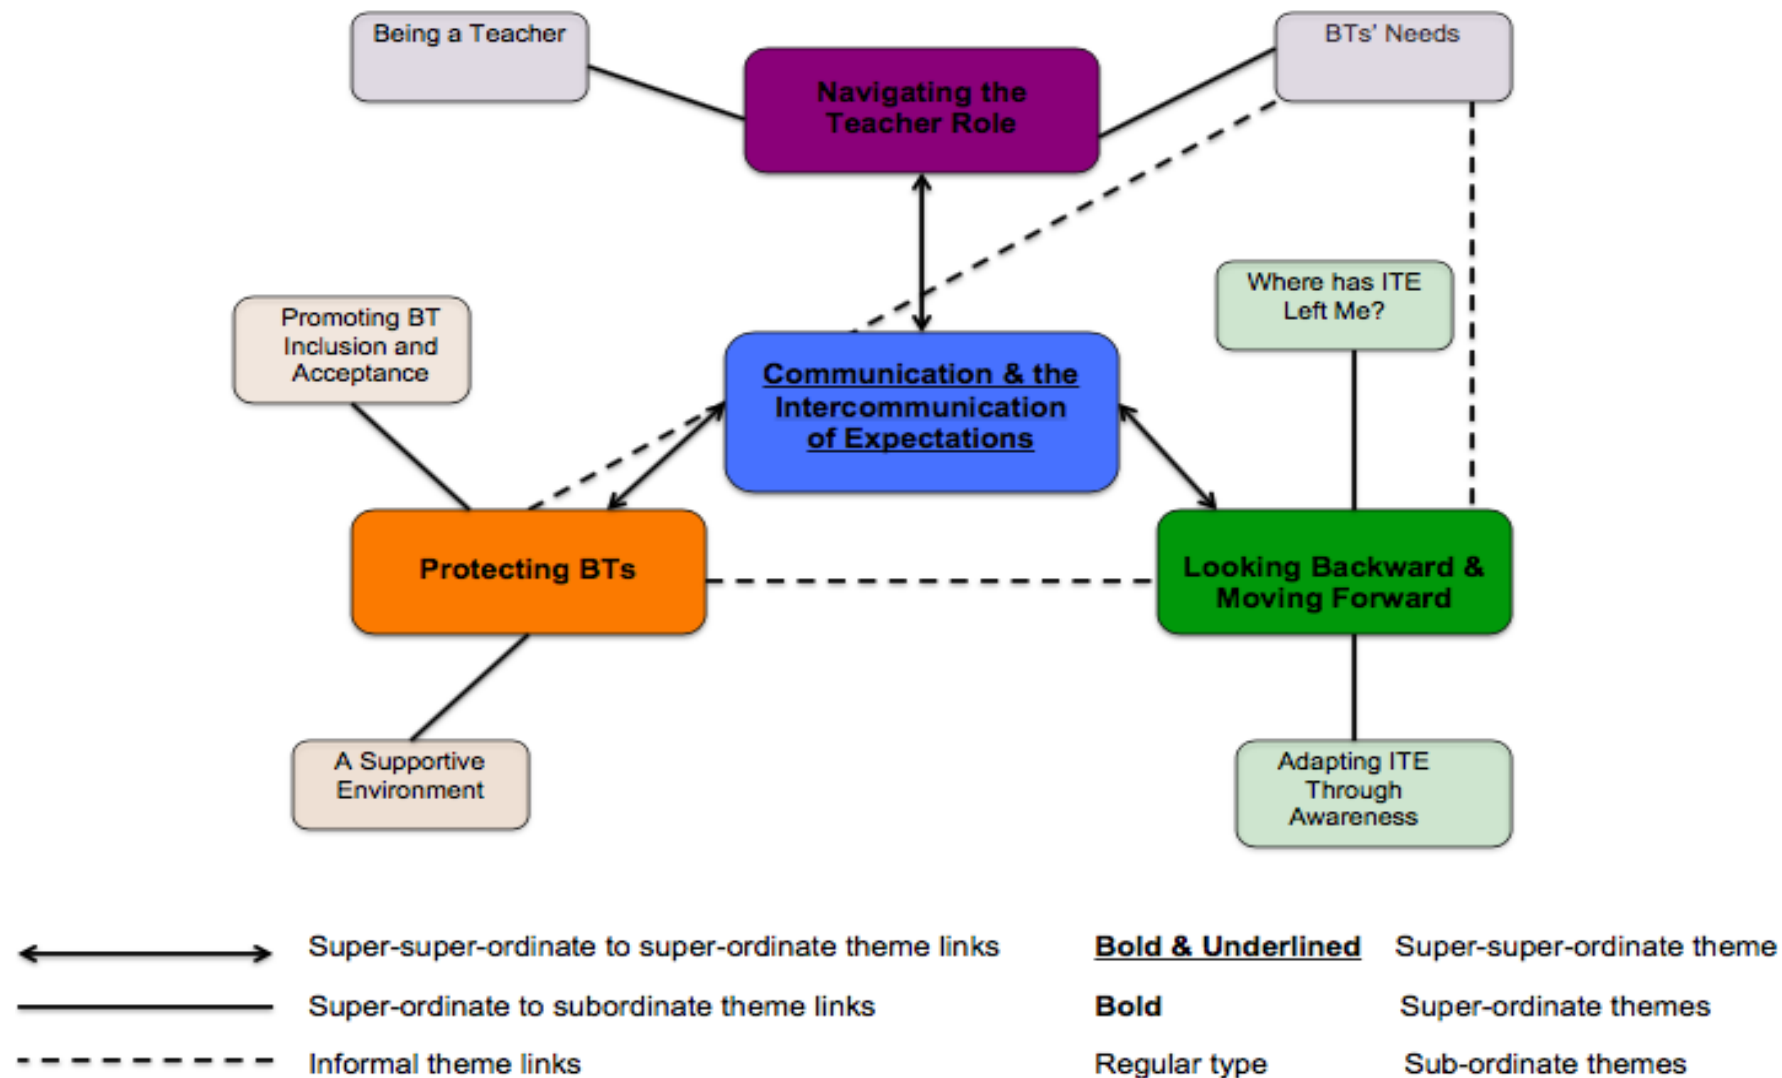 Being a Teacher
BTs' Needs
Navigating the
Teacher Role
Where has ITE
Left Me?
Promoting BT
Inclusion and
Acceptance
Communication & the
Intercommunication
of Expectations
Protecting BTs
Looking Backward &
Moving Forward
A Supportive
Environment
Adapting ITE
Through
Awareness
Super-super-ordinate to super-ordinate theme links
Bold & Underlined
Super-super-ordinate theme
Super-ordinate to subordinate theme links
Bold
Super-ordinate themes
Informal theme links
Regular type
Sub-ordinate themes